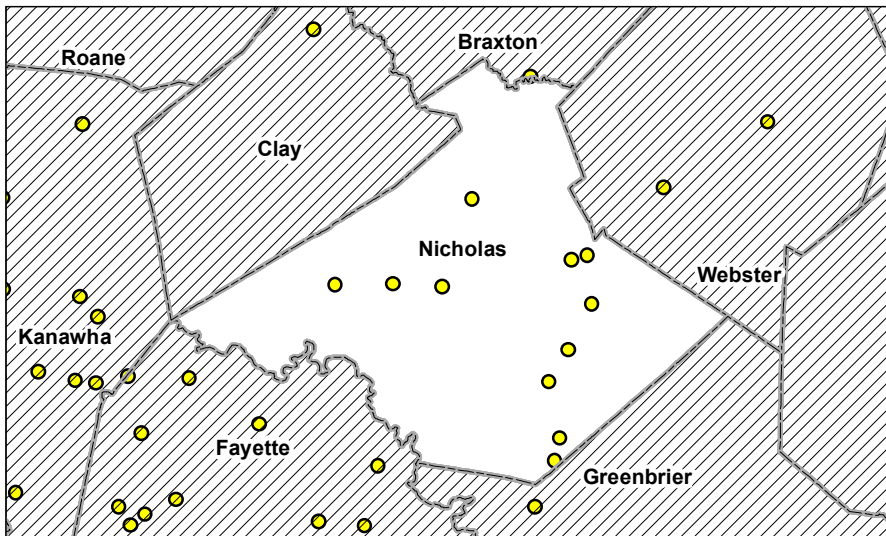 Roane
Braxton
Clay
Nicholas
Webster
Kanawha
Fayette
Greenbrier